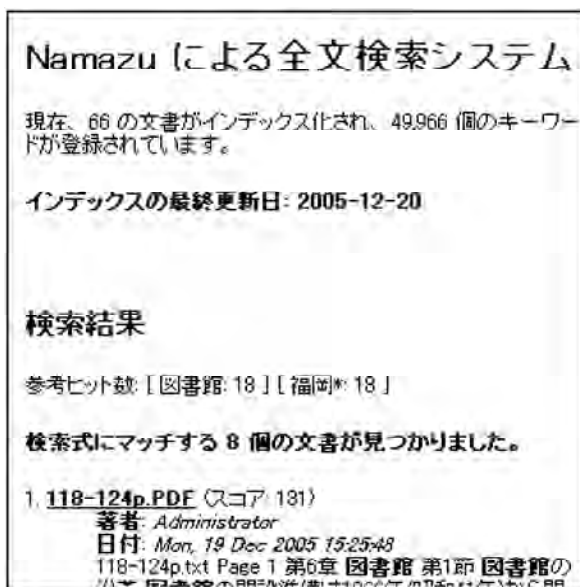 Namazu による全文検索システム
現在、66 の文書がインデックス化され、49,966 個のキーワー
ドが登録されています。
インデックスの最終更新日: 2005-12-20
検索結果
参考ヒット数: [ 図書館: 18 ] [ 福岡*: 18 ]
検索式にマッチする 8 個の文書が見つかりました。
1. 118-124p.PDF (スコア: 131)
著者: Administrator
日付: Mon, 19 Dec 2005 15:25:48
118-124p.txt Page 1 第6章 図書館 第1節 図書館の